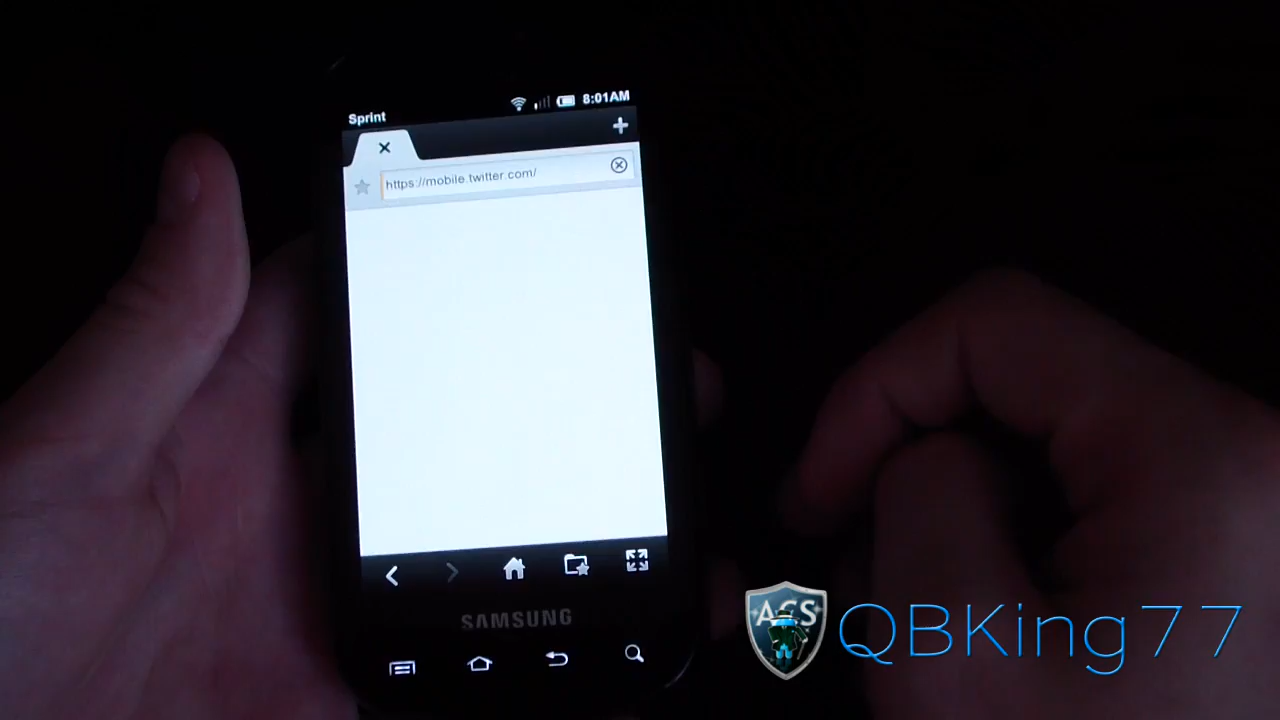 Sprint
8:01AM
https://mobile.twitter.com/
SAMSUNG
ACS
QBKing77